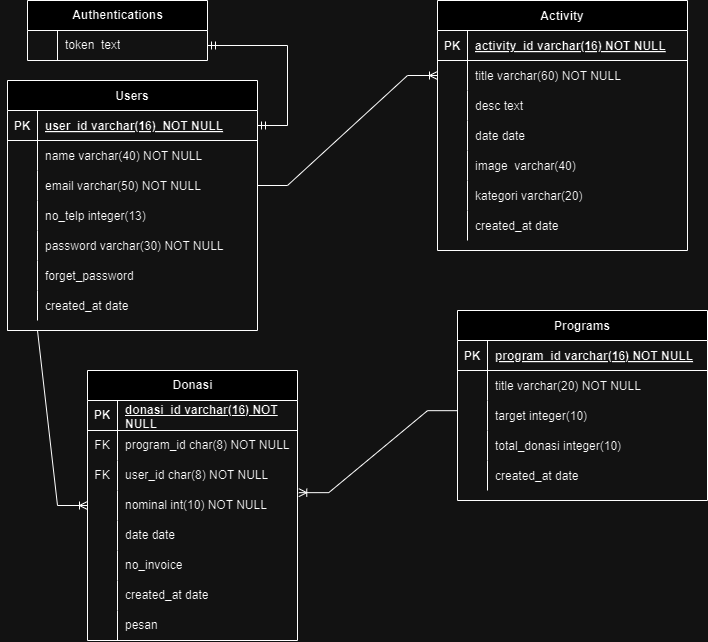 Authentications
token text
Users
PK user_id varchar(16) NOT NULL
name varchar(40) NOT NULL
email varchar(50) NOT NULL
no_telp integer(13)
password varchar(30) NOT NULL
forget_password
created_at date
Activity
PK activity_id varchar(16) NOT NULL
title varchar(60) NOT NULL
desc text
date date
image varchar(40)
kategori varchar(20)
created_at date
Donasi
PK donasi_id varchar(16) NOT
NULL
FK program_id char(8) NOT NULL
FK user_id char(8) NOT NULL
nominal int(10) NOT NULL
date date
no_invoice
created_at date
pesan
Programs
PK program_id varchar(16) NOT NULL
title varchar(20) NOT NULL
target integer(10)
total_donasi integer(10)
created_at date